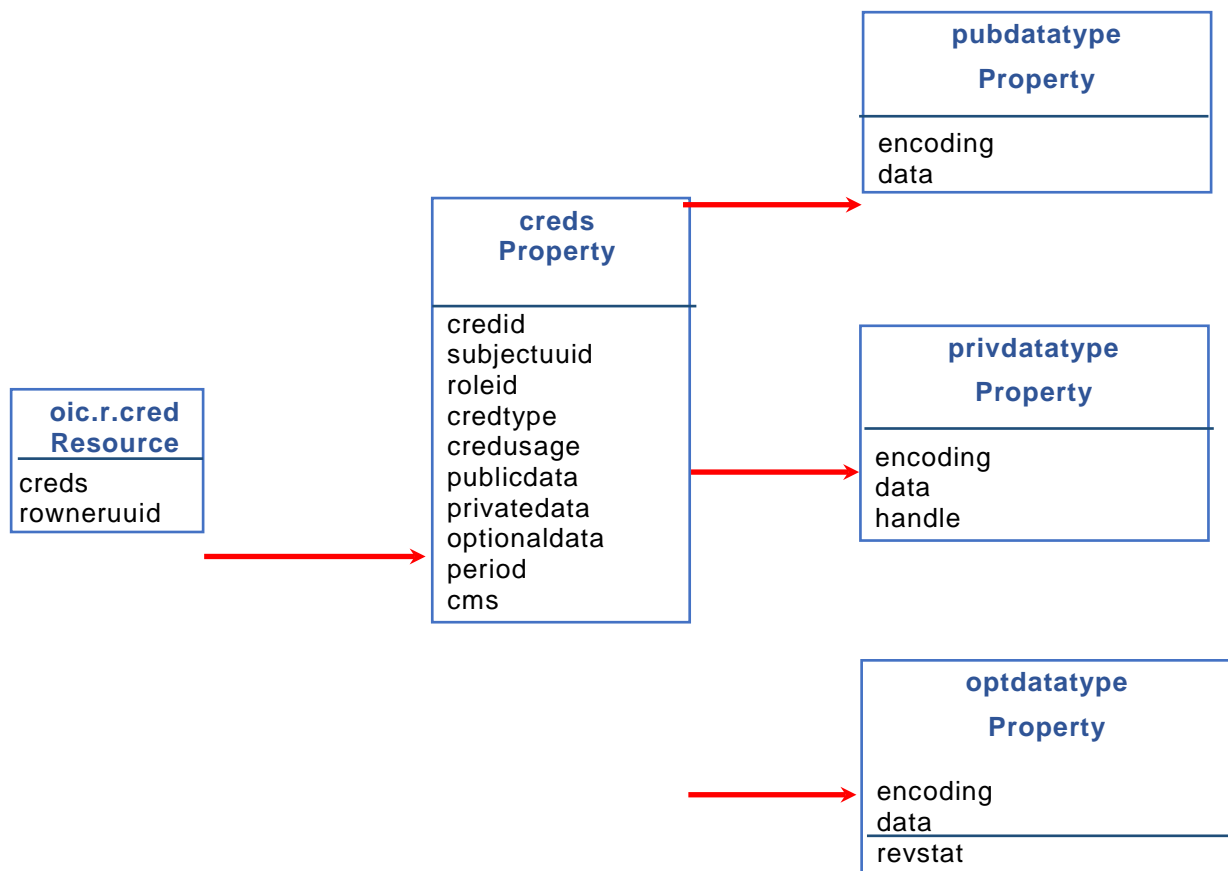 oic.r.cred
Resource
creds
rowneruuid
creds
Property
credid
subjectuuid
roleid
credtype
credusage
publicdata
privatedata
optionaldata
period
cms
pubdatatype
Property
encoding
data
privdatatype
Property
encoding
data
handle
optdatatype
Property
encoding
data
revstat